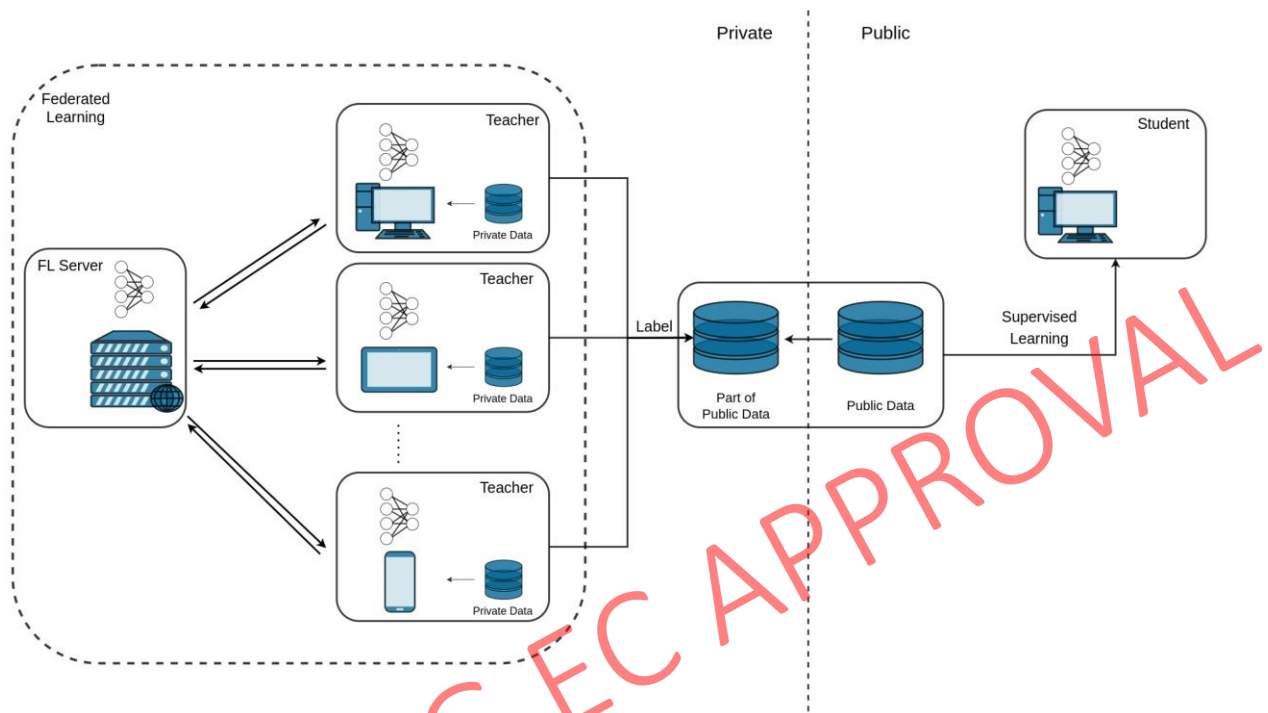 Private
Public
Federated
Learning
Teacher
Private Data
FL Server
Teacher
Private Data
Teacher
Private Data
Label
Part of
Public Data
Public Data
Student
Supervised
Learning
EC APPROVAL